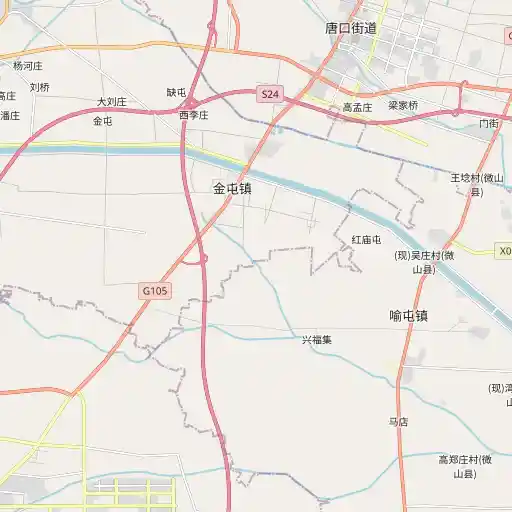 唐口街道
杨河庄
刘桥
缺屯
S24
高庄
大刘庄
高孟庄
梁家桥
潘庄
金屯
西李庄
门街
王埝村(微山
县)
金屯镇
红庙屯
(现)吴庄村(微
山县)
X0
G105
喻屯镇
兴福集
(现)湾
马店
高郑庄村(微
山县)